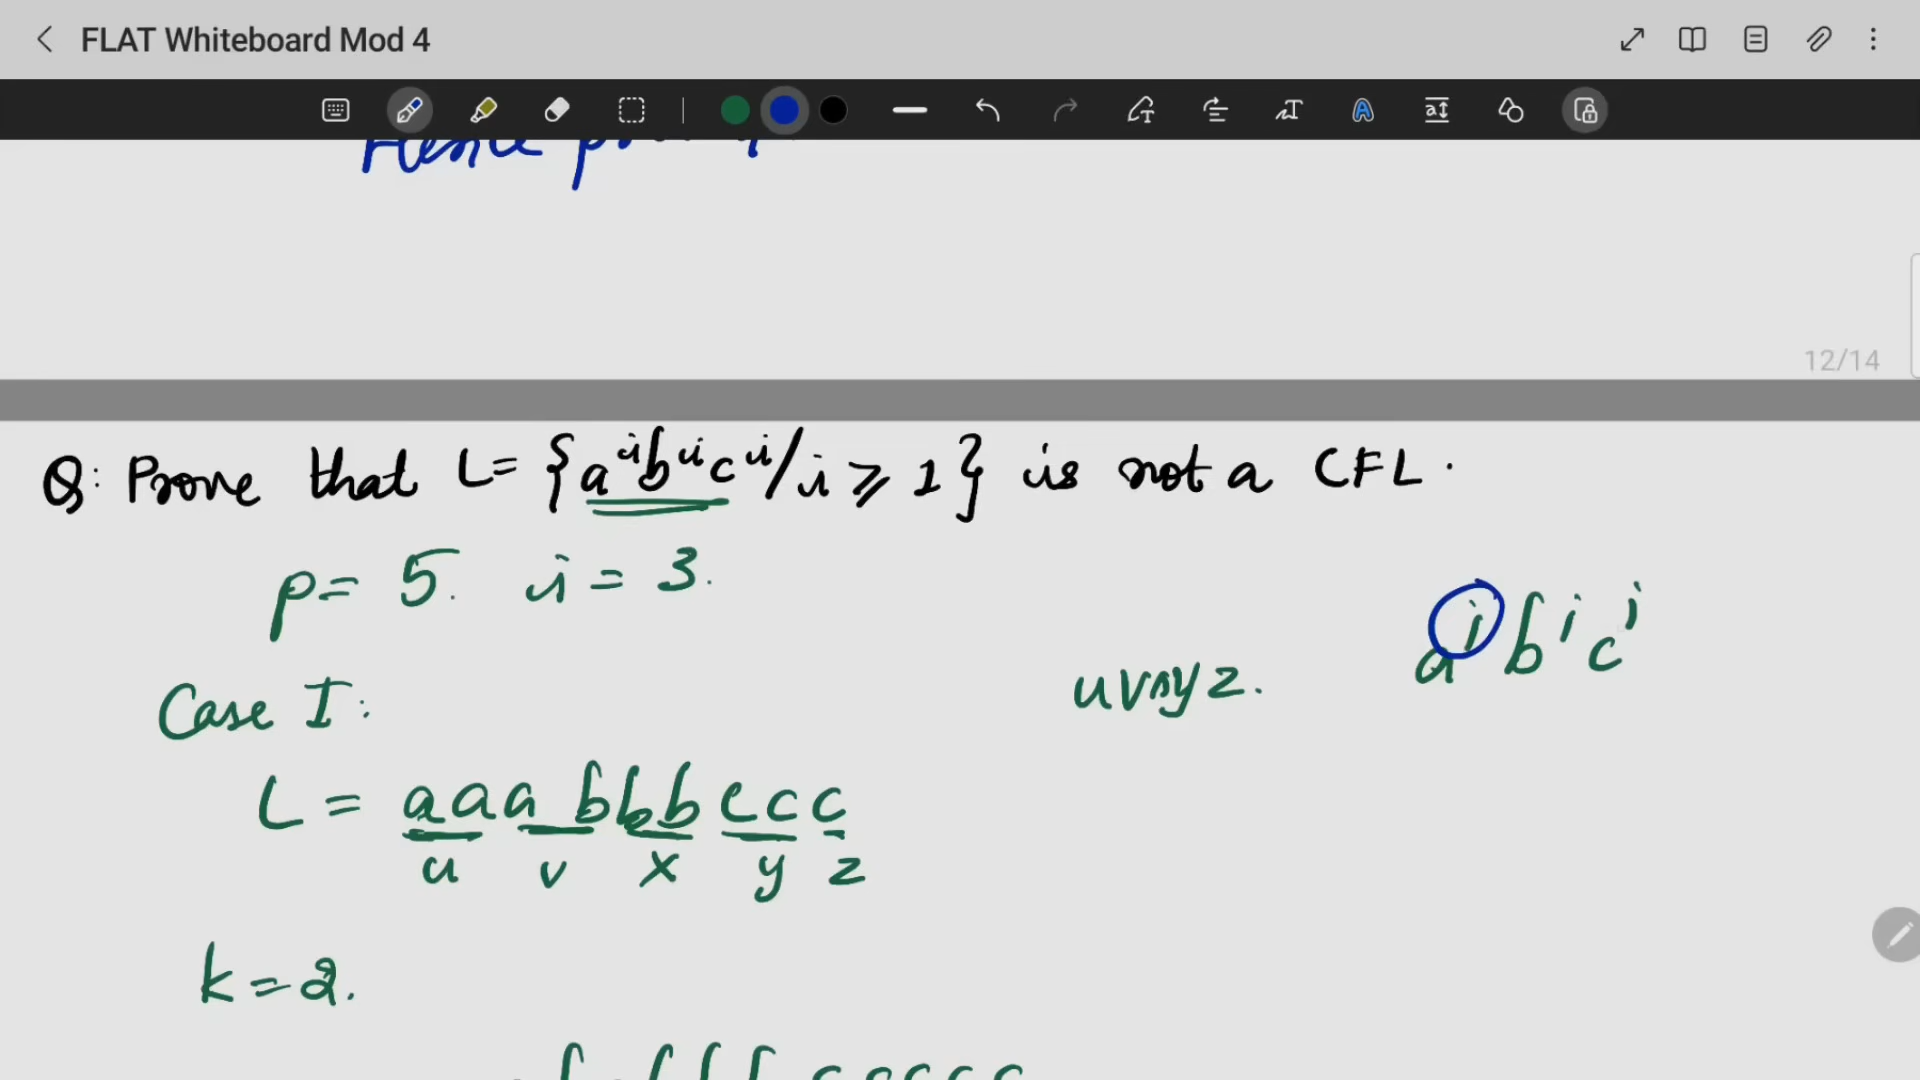 FLAT Whiteboard Mod 4
Hence
12/14
Q: Prove that L= {a^i b^i c^i / i ⩾ 1} is not a CFL.
p= 5. i = 3.
a^i b^i c^i
uvxyz.
Case I:
L = aaa bbb ccc
u v x y z
k=2.